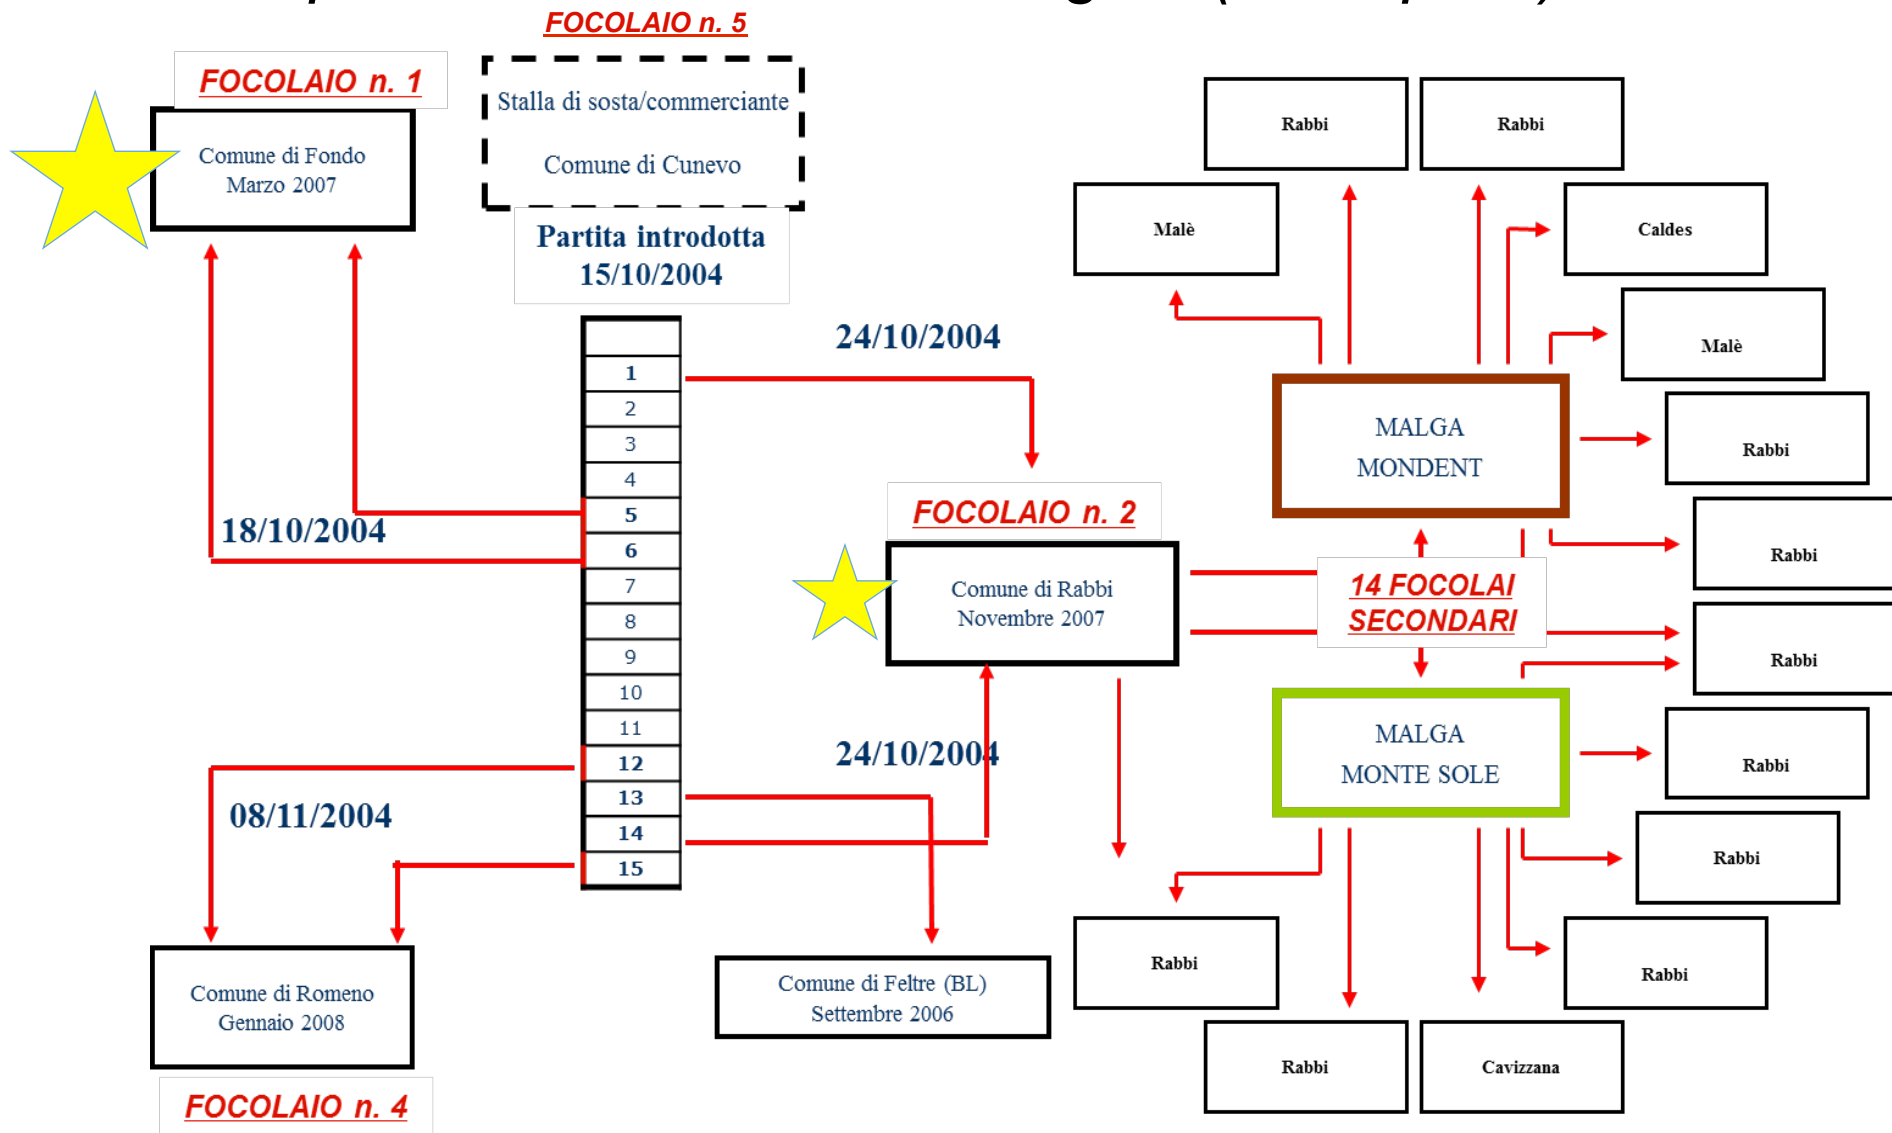 FOCOLAIO n. 5
FOCOLAIO n. 1
Stalla di sosta/commerciante
Comune di Cunevo
Comune di Fondo
Marzo 2007
Partita introdotta
15/10/2004
24/10/2004
1
2
3
4
5
6
7
8
9
10
11
12
13
14
15
18/10/2004
FOCOLAIO n. 2
Comune di Rabbi
Novembre 2007
24/10/2004
08/11/2004
Comune di Romeno
Gennaio 2008
FOCOLAIO n. 4
Comune di Feltre (BL)
Settembre 2006
Rabbi
Rabbi
Malè
Caldes
Malè
MALGA
MONDENT
Rabbi
Rabbi
14 FOCOLAI
SECONDARI
Rabbi
MALGA
MONTE SOLE
Rabbi
Rabbi
Rabbi
Rabbi
Rabbi
Cavizzana